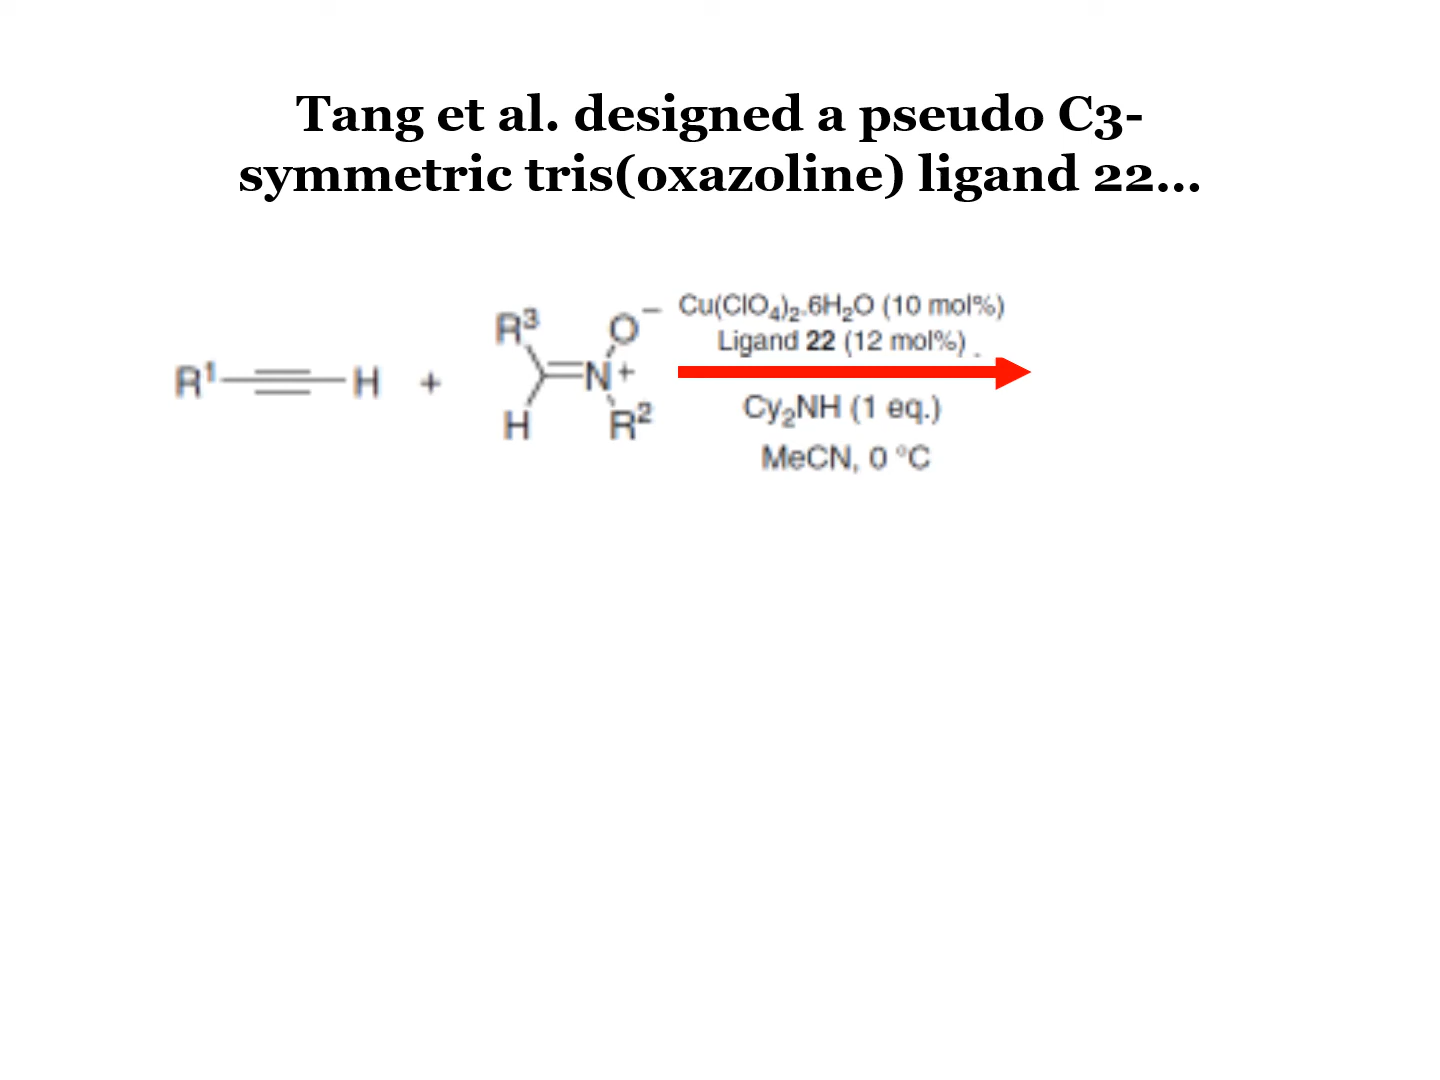 Tang et al. designed a pseudo C3-
symmetric tris(oxazoline) ligand 22...
R¹ H + R³ H N⁺ O⁻ R²
Cu(ClO₄)₂.6H₂O (10 mol%)
Ligand 22 (12 mol%) .
Cy₂NH (1 eq.)
MeCN, 0 °C